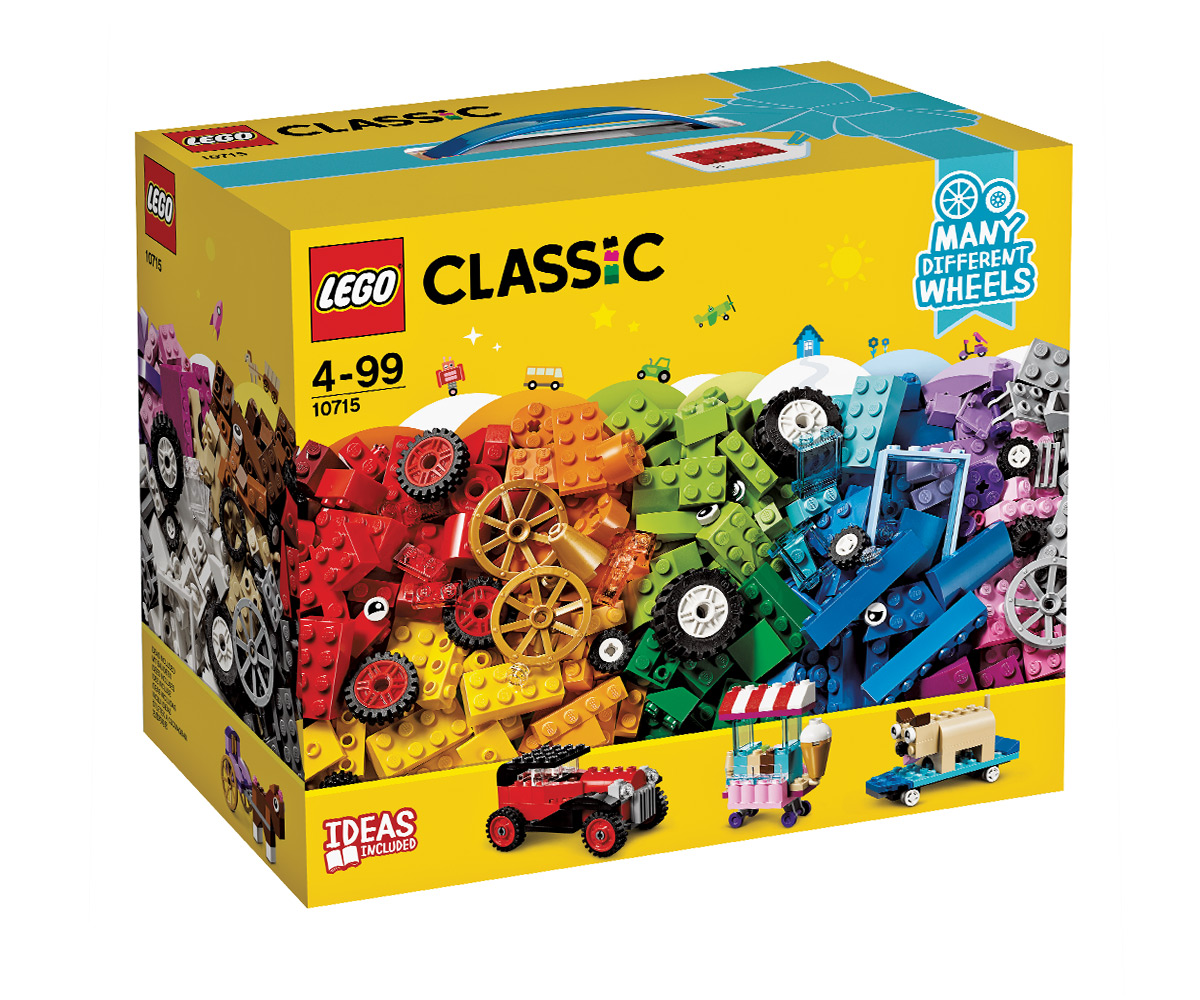 LEGO CLASSIC
10715
LEGO
10715
LEGO CLASSIC
4-99
10715
MANY
DIFFERENT
WHEELS
IDEAS
INCLUDED